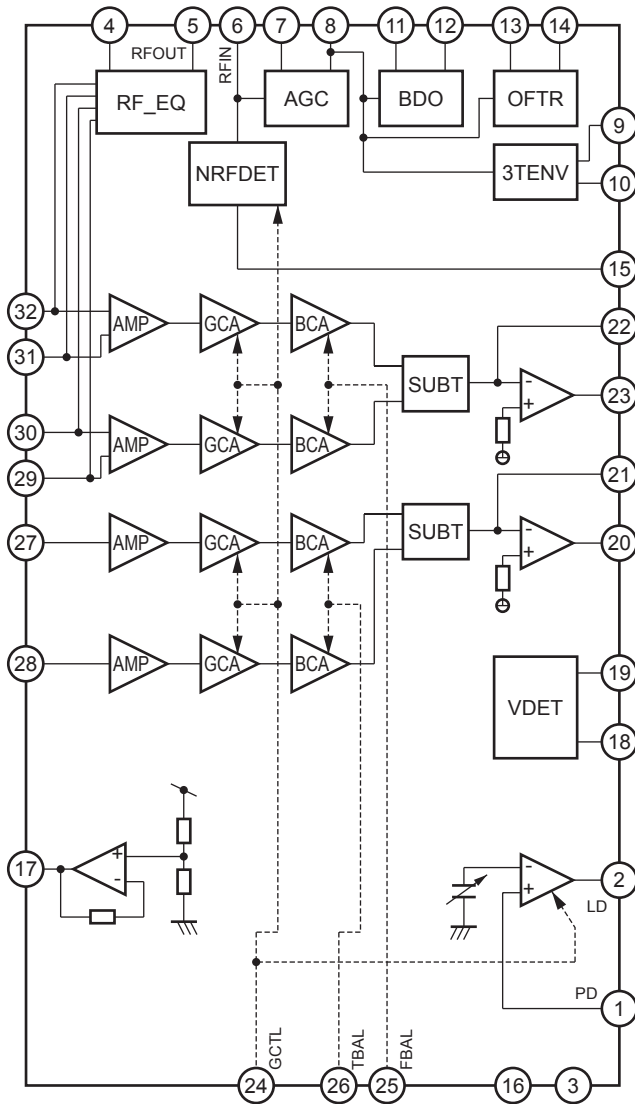 4 5 6 7 8 11 12 13 14
RFOUT
RFIN
RF_EQ
AGC
BDO
OFTR
9
NRFDET
3TENV
10
15
32
AMP GCA BCA
22
31
SUBT
-
+
23
30
AMP GCA BCA
29
21
27
AMP GCA BCA
SUBT
-
+
20
28
AMP GCA BCA
19
VDET
18
17
+
-
-
+
2
LD
PD
1
GCTL
TBAL
FBAL
24 26 25 16 3